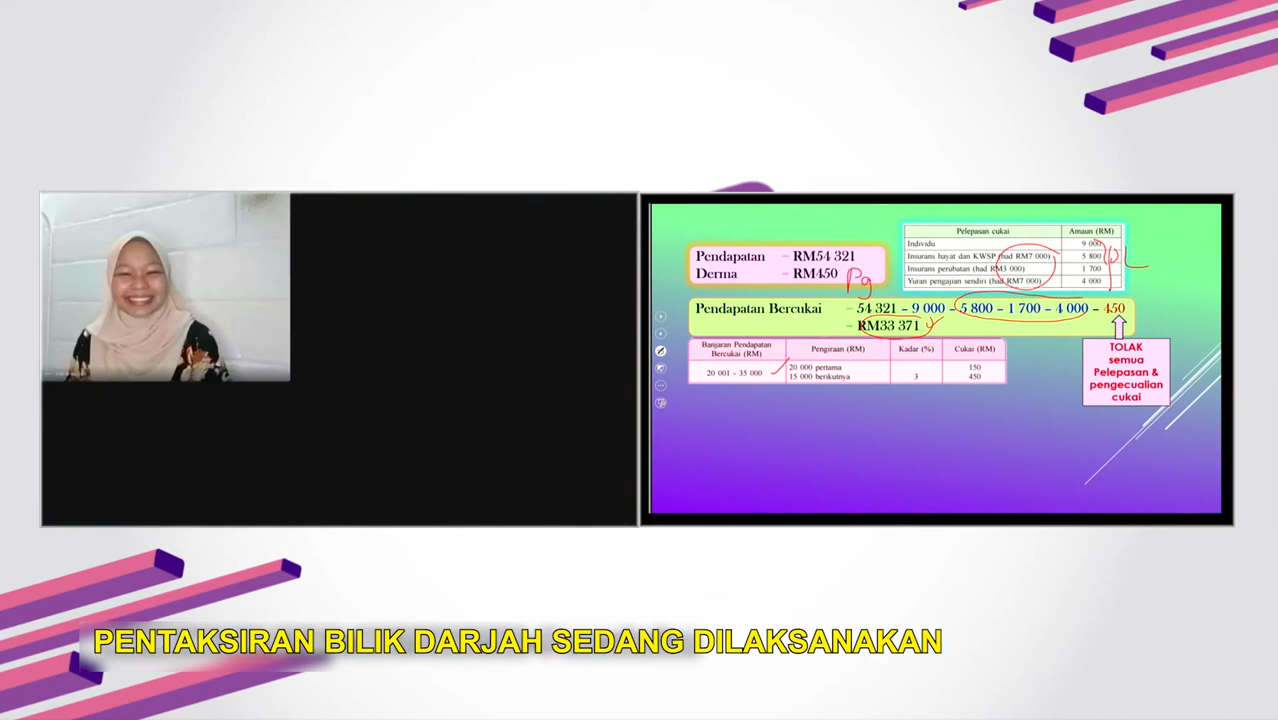 Pendapatan – RM54 321
Derma – RM450
Pg
Pelepasan cukai Amaun (RM)
Individu 9 000
Insurans hayat dan KWSP (had RM7 000) 5 800
Insurans perubatan (had RM3 000) 1 700
Yuran pengajian sendiri (had RM7 000) 4 000
PL
Pendapatan Bercukai – 54 321 – 9 000 – 5 800 – 1 700 – 4 000 – 450
– RM33 371
Banjaran Pendapatan Bercukai (RM) Pengiraan (RM) Kadar (%) Cukai (RM)
20 001 - 35 000 20 000 pertama 150
15 000 berikutnya 3 450
TOLAK
semua
Pelepasan &
pengecualian
cukai
PENTAKSIRAN BILIK DARJAH SEDANG DILAKSANAKAN